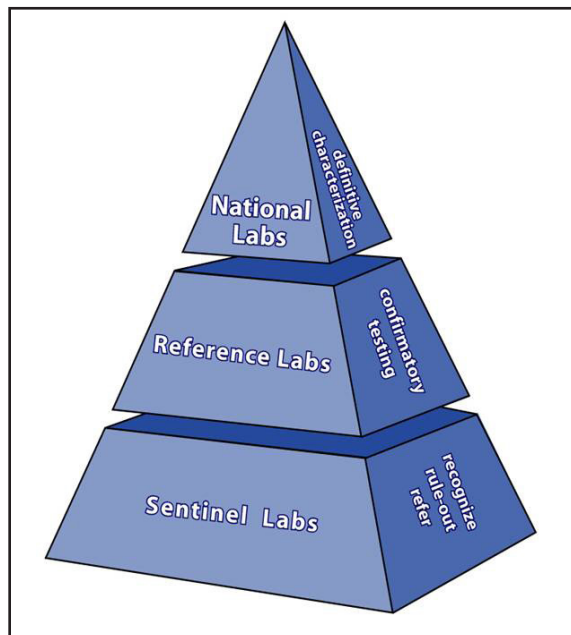 National
Labs
definitive
characterization
Reference Labs
confirmatory
testing
Sentinel Labs
recognize
rule-out
refer